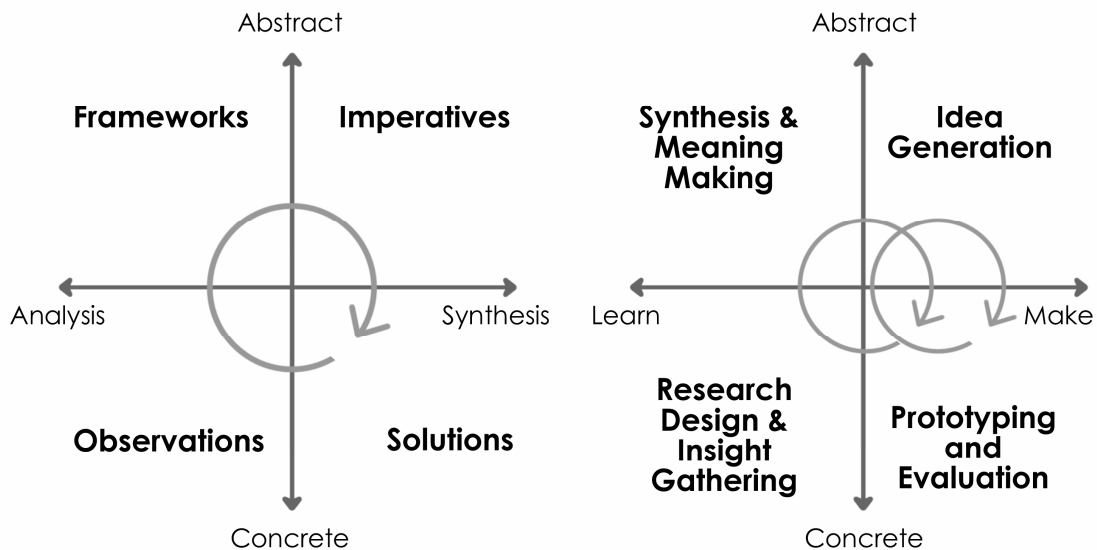 Abstract
Frameworks
Imperatives
Analysis
Synthesis
Observations
Solutions
Concrete
Abstract
Synthesis &
Meaning
Making
Idea
Generation
Learn
Make
Research
Design &
Insight
Gathering
Prototyping
and
Evaluation
Concrete